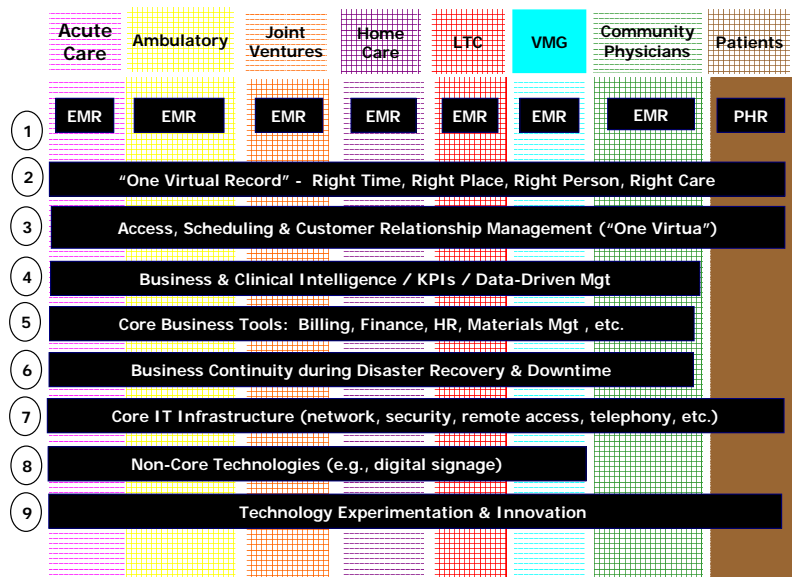 Acute Care
Ambulatory
Joint Ventures
Home Care
LTC
VMG
Community Physicians
Patients
1
EMR
EMR
EMR
EMR
EMR
EMR
EMR
PHR
2
“One Virtual Record” - Right Time, Right Place, Right Person, Right Care
3
Access, Scheduling & Customer Relationship Management (“One Virtua”)
4
Business & Clinical Intelligence / KPIs / Data-Driven Mgt
5
Core Business Tools: Billing, Finance, HR, Materials Mgt , etc.
6
Business Continuity during Disaster Recovery & Downtime
7
Core IT Infrastructure (network, security, remote access, telephony, etc.)
8
Non-Core Technologies (e.g., digital signage)
9
Technology Experimentation & Innovation